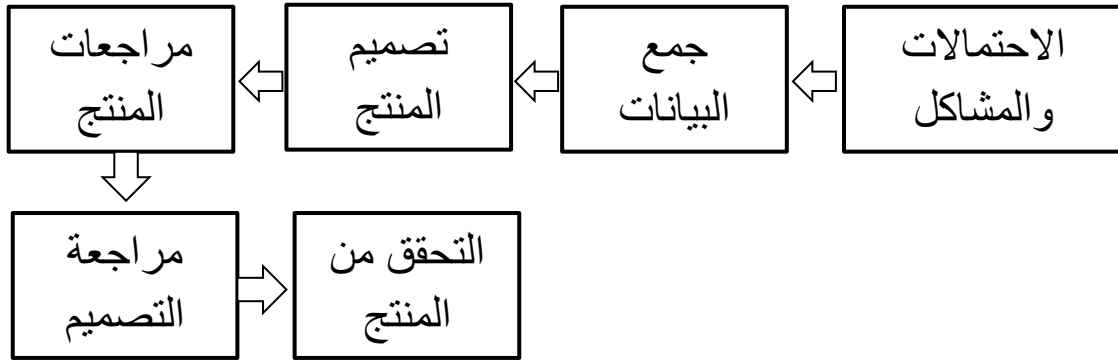 الاحتمالات
والمشاكل
جمع
البيانات
تصميم
المنتج
مراجعات
المنتج
مراجعة
التصميم
التحقق من
المنتج